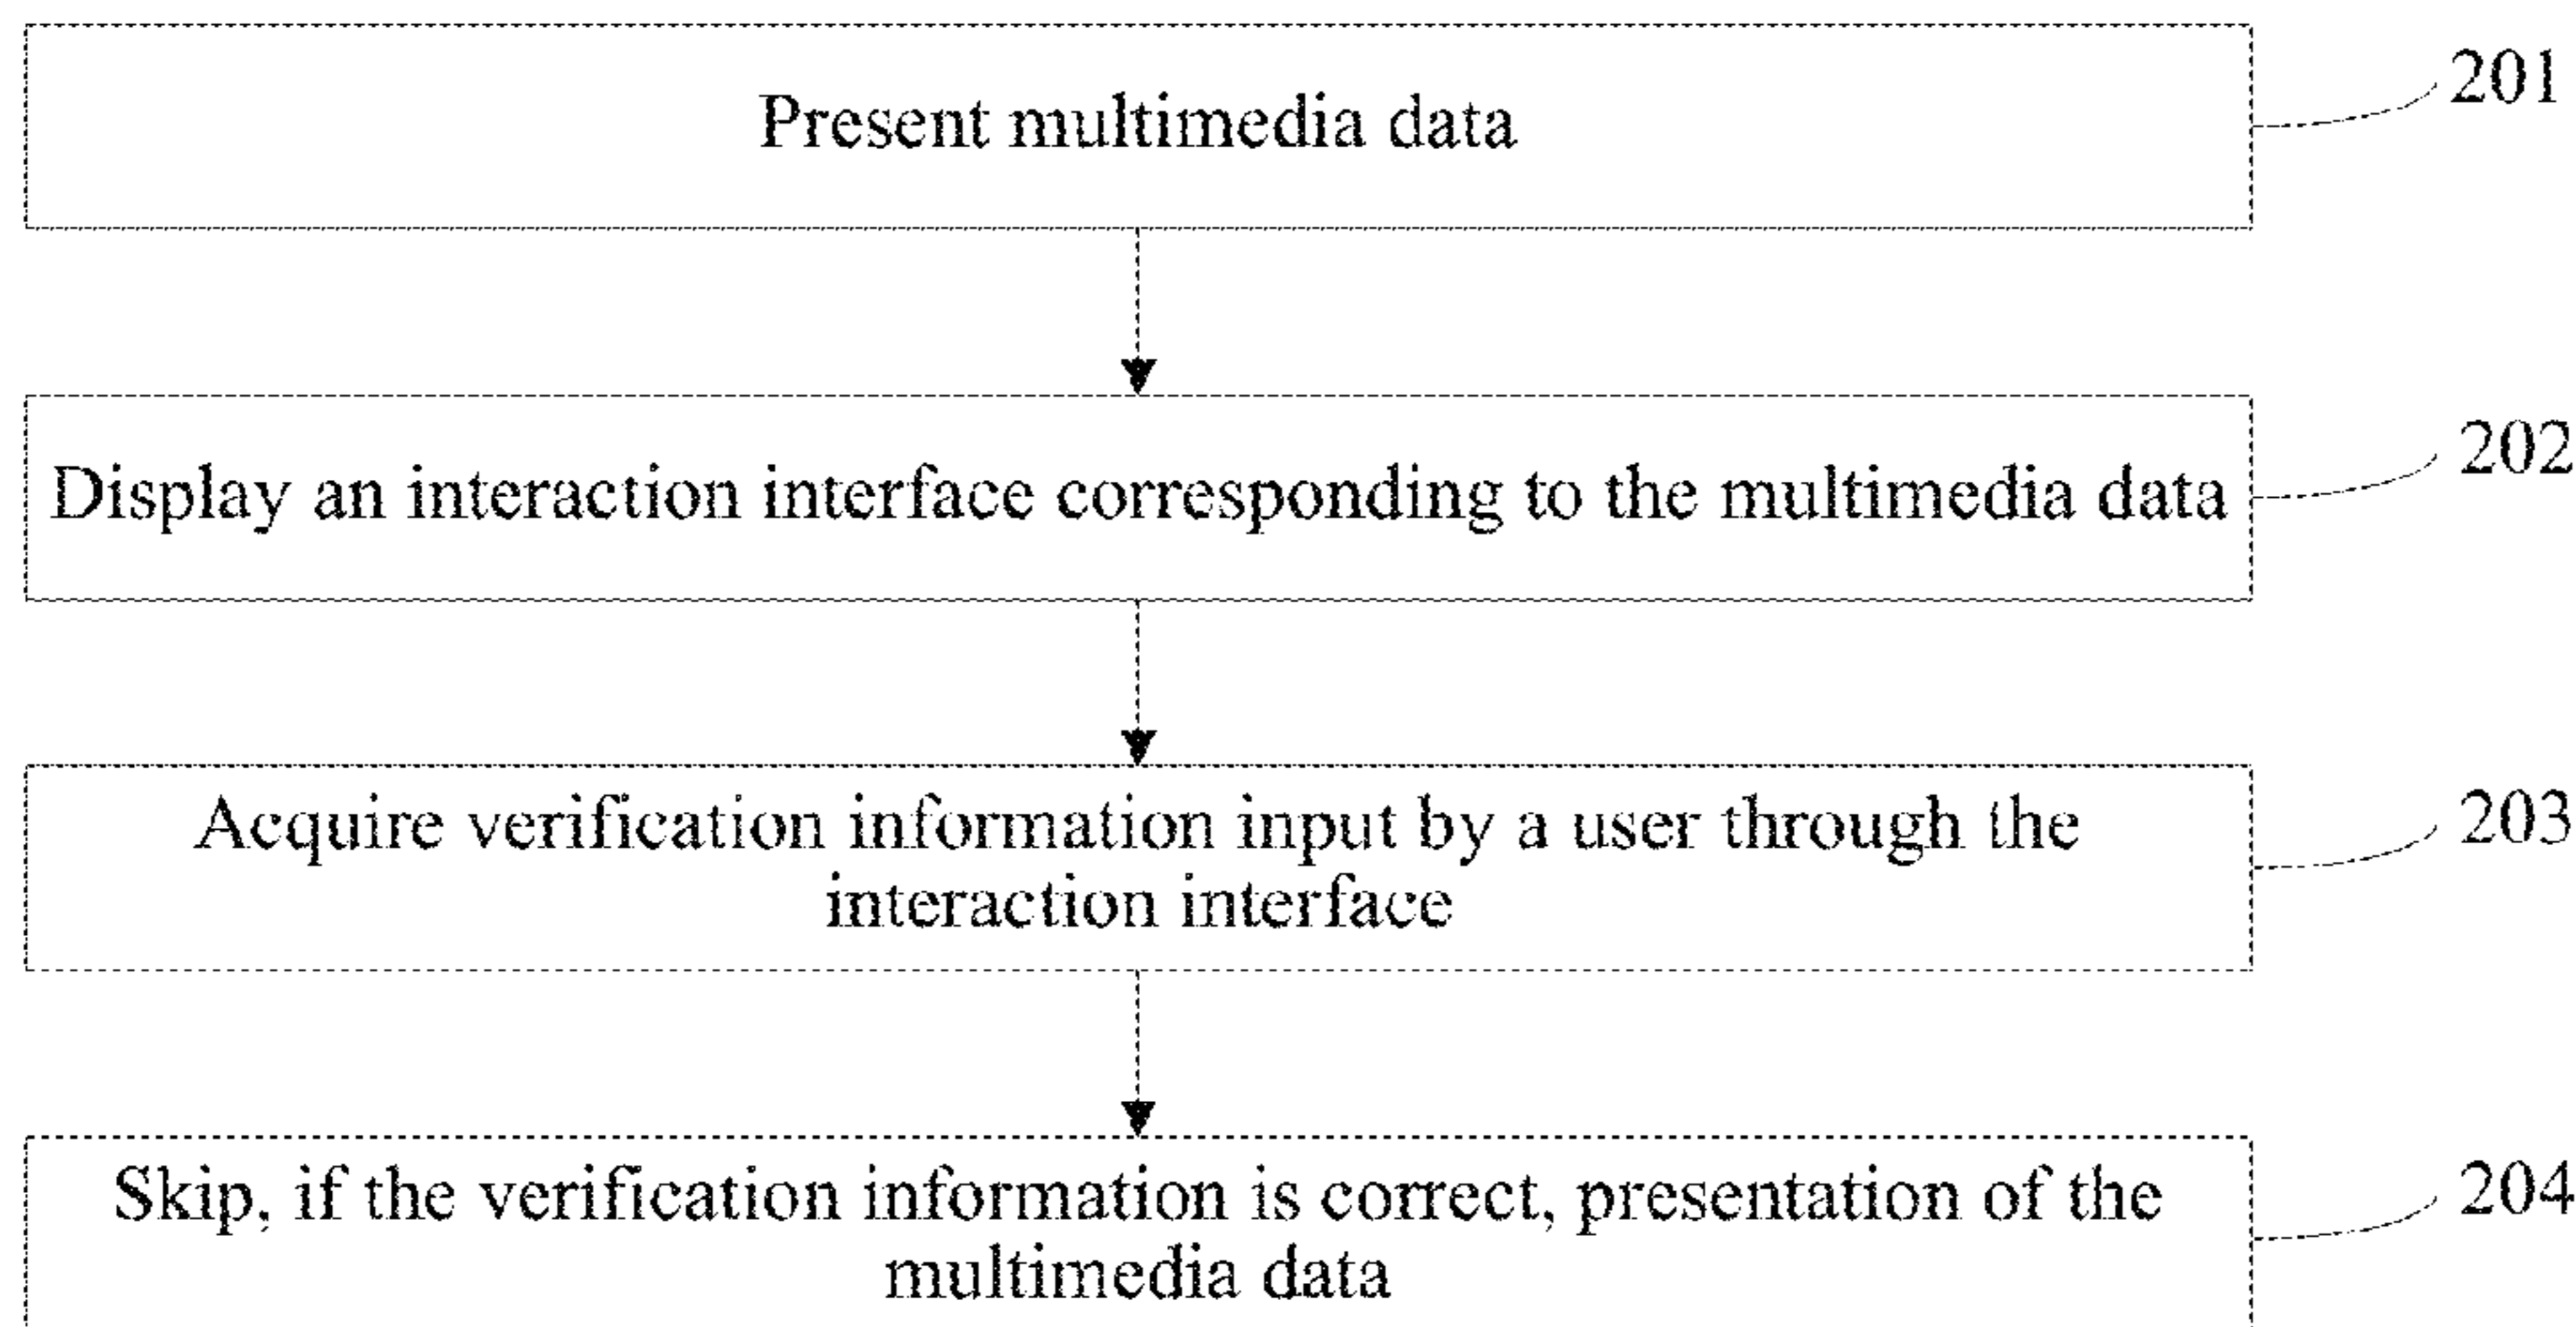 Present multimedia data
201
Display an interaction interface corresponding to the multimedia data
202
Acquire verification information input by a user through the
interaction interface
203
Skip, if the verification information is correct, presentation of the
multimedia data
204